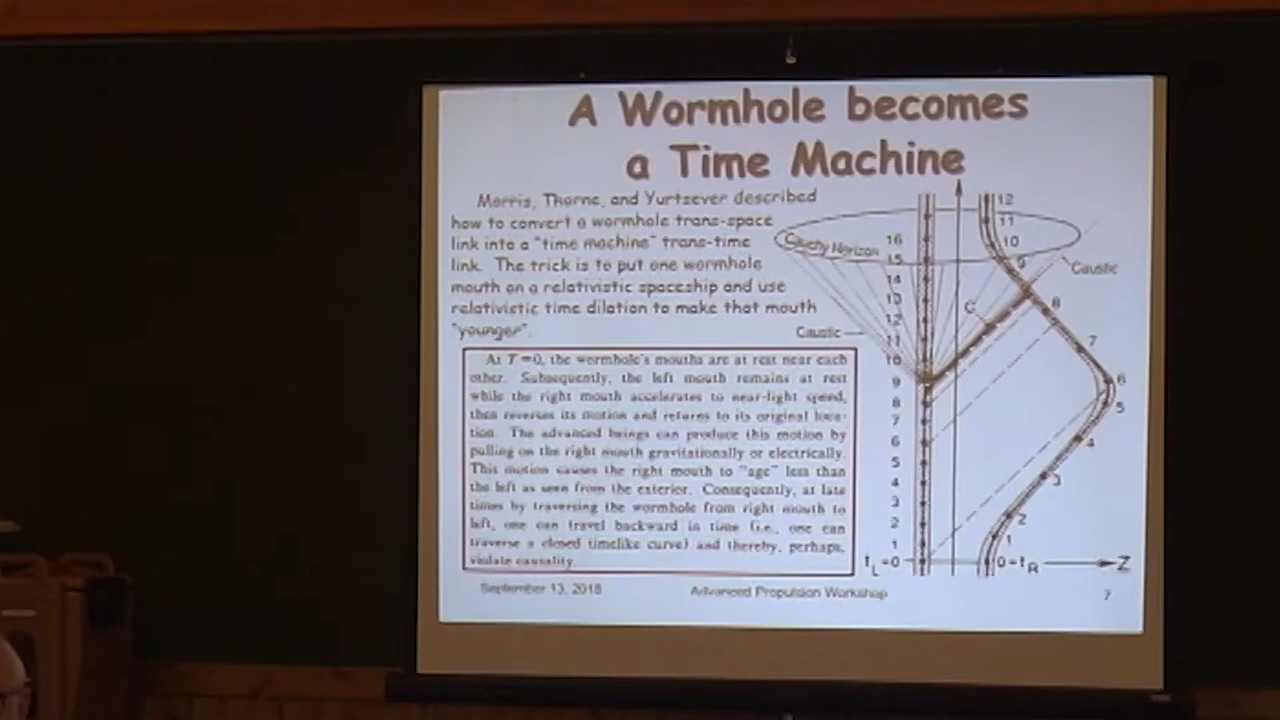 A Wormhole becomes
a Time Machine
Morris, Thorne, and Yurtsever described
how to convert a wormhole trans-space
link into a "time machine" trans-time
link. The trick is to put one wormhole
mouth on a relativistic spaceship and use
relativistic time dilation to make that mouth
"younger".
At T=0, the wormhole's mouths are at rest near each
other. Subsequently, the left mouth remains at rest
while the right mouth accelerates to near-light speed,
then reverses its motion and returns to its original loca-
tion. The advanced beings can produce this motion by
pulling on the right mouth gravitationally or electrically.
This motion causes the right mouth to "age" less than
the left as seen from the exterior. Consequently, at late
times by traversing the wormhole from right mouth to
left, one can travel backward in time (i.e., one can
traverse a closed timelike curve) and thereby, perhaps,
violate causality.
Cauchy Horizon
Caustic
Caustic
C
16
15
14
13
12
11
10
9
8
7
6
5
4
3
2
1
tL=0
12
11
10
9
8
7
6
5
4
3
2
1
0=tR
Z
September 13, 2018
Advanced Propulsion Workshop
7